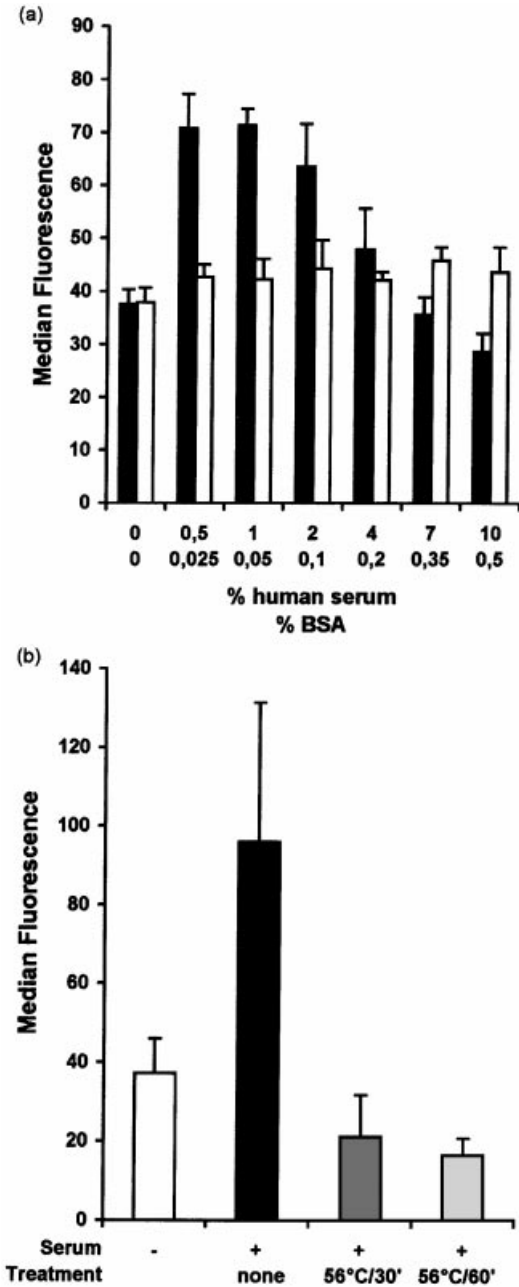 (a)
90
80
70
60
50
40
30
20
10
0
Median Fluorescence
0 0,5 1 2 4 7 10
0 0,025 0,05 0,1 0,2 0,35 0,5
% human serum
% BSA
(b)
140
120
100
80
60
40
20
0
Median Fluorescence
Serum - + + +
Treatment none 56°C/30' 56°C/60'